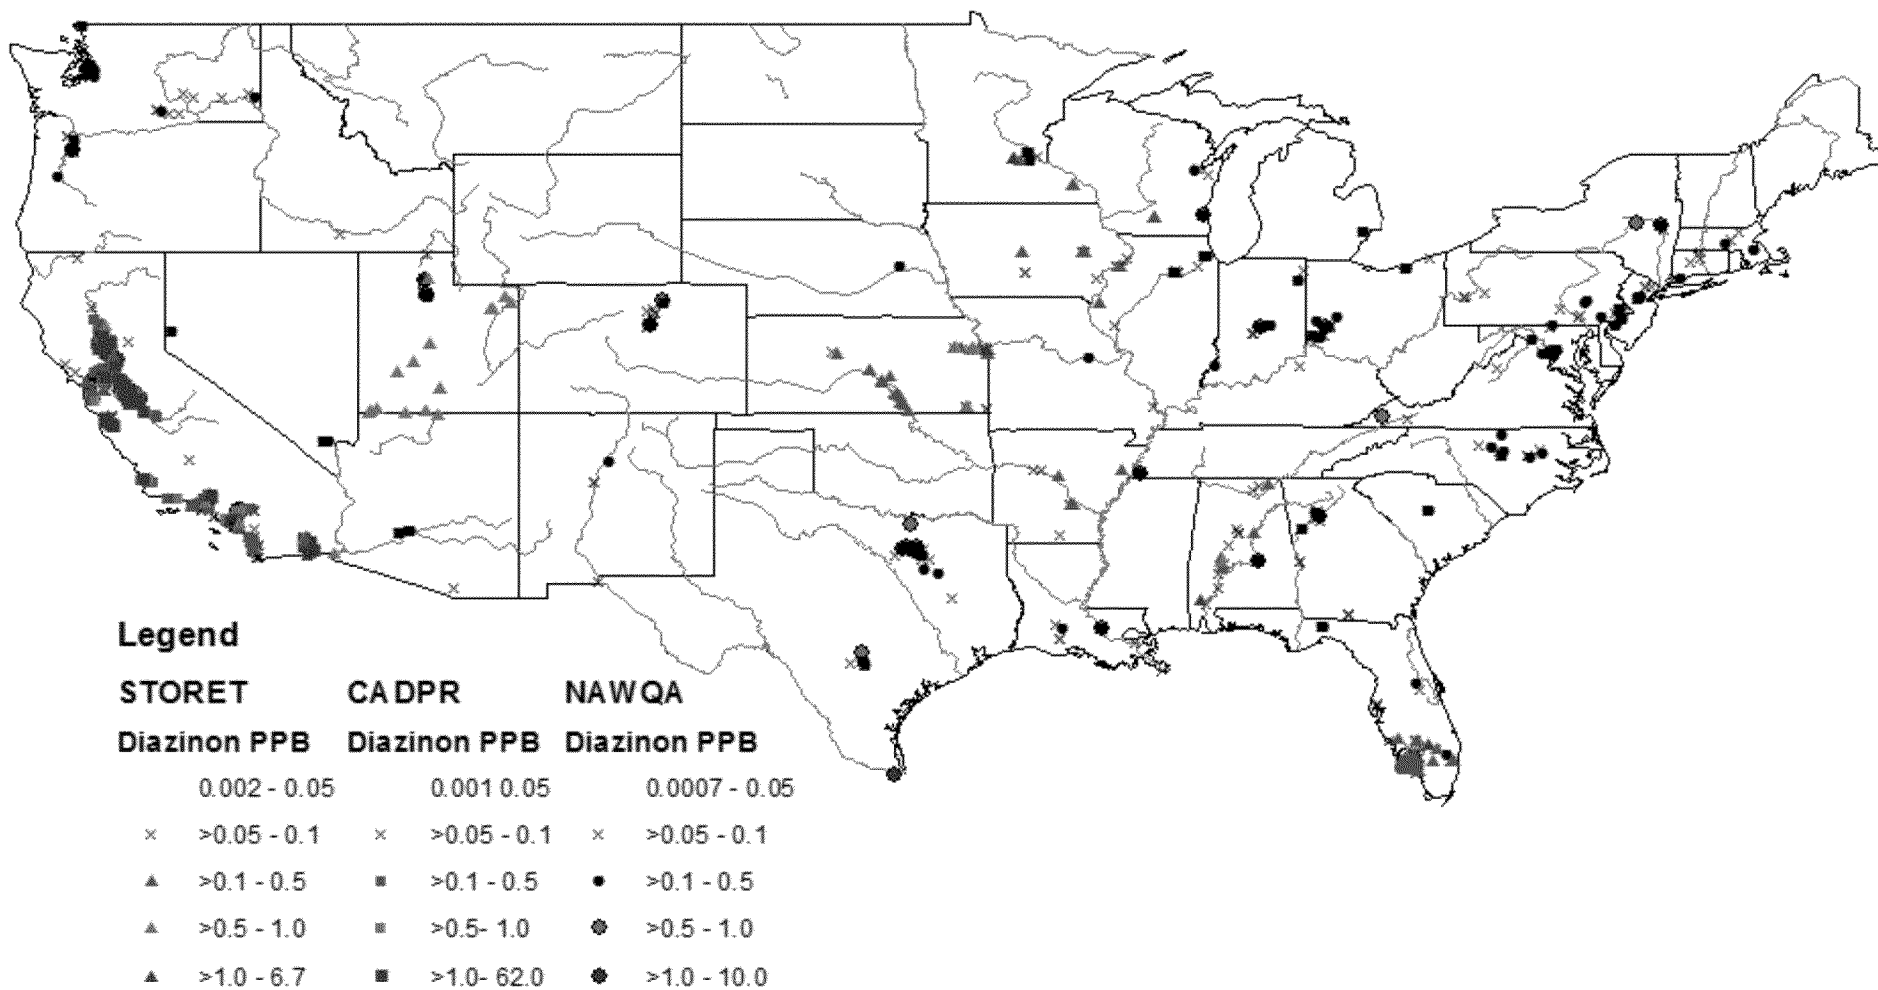 Legend
STORET CADPR NAWQA
Diazinon PPB Diazinon PPB Diazinon PPB
0.002 - 0.05 0.001 0.05 0.0007 - 0.05
>0.05 - 0.1 >0.05 - 0.1 >0.05 - 0.1
>0.1 - 0.5 >0.1 - 0.5 >0.1 - 0.5
>0.5 - 1.0 >0.5- 1.0 >0.5 - 1.0
>1.0 - 6.7 >1.0- 62.0 >1.0 - 10.0